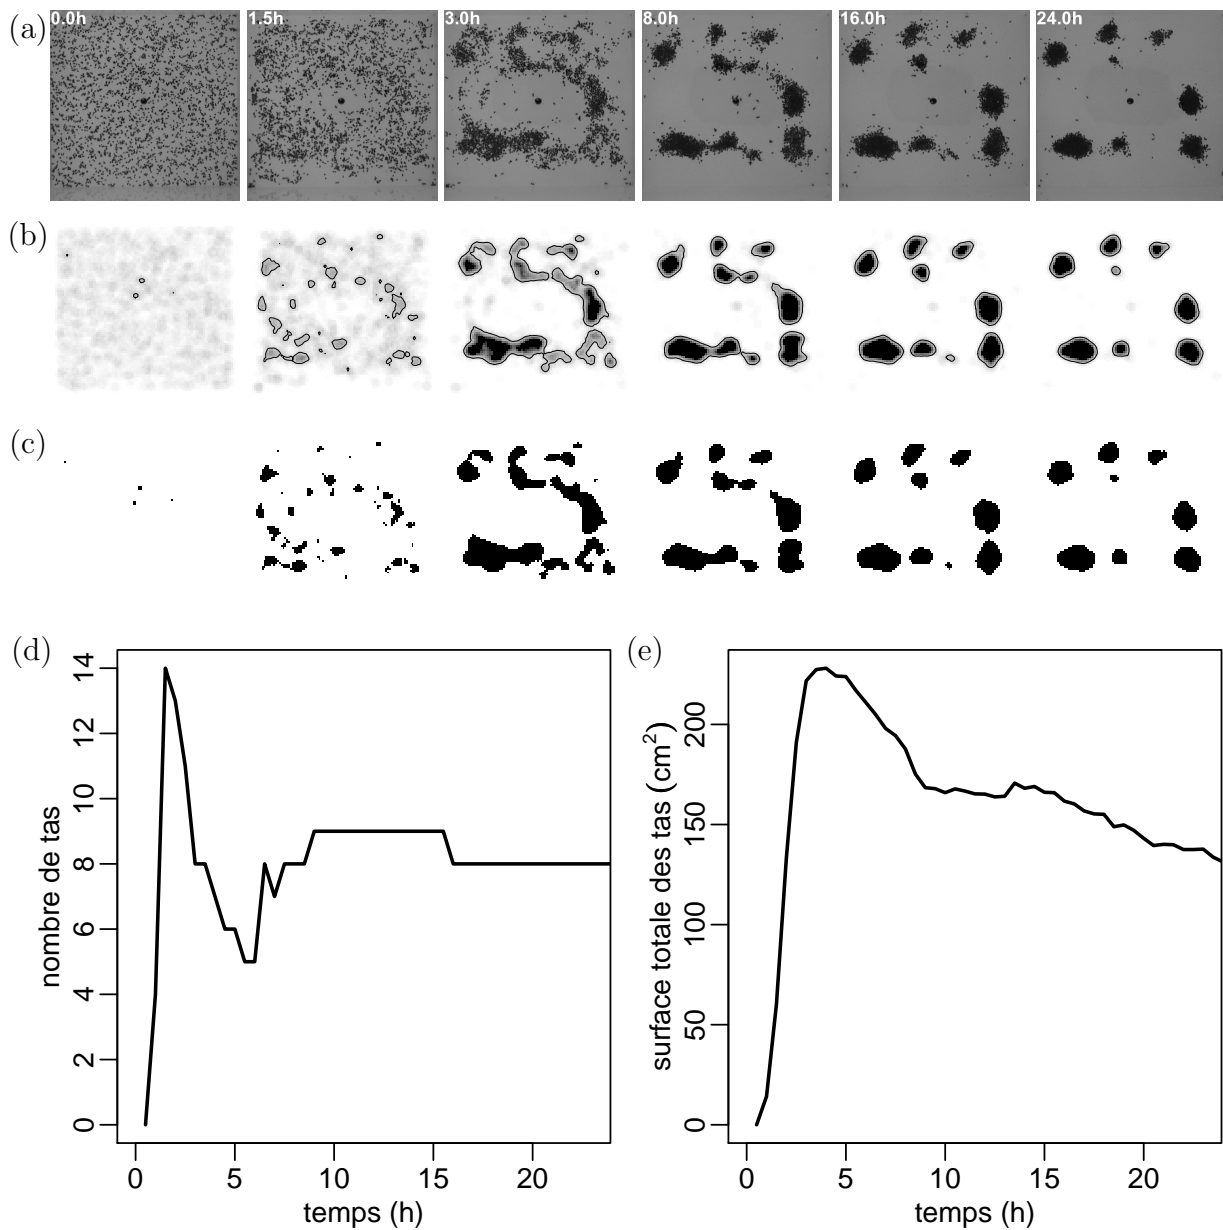 (a)
0.0h 1.5h 3.0h 8.0h 16.0h 24.0h
(b)
(c)
(d)
nombre de tas
0 2 4 6 8 10 12 14
0 5 10 15 20
temps (h)
(e)
surface totale des tas (cm²)
0 50 100 150 200
0 5 10 15 20
temps (h)